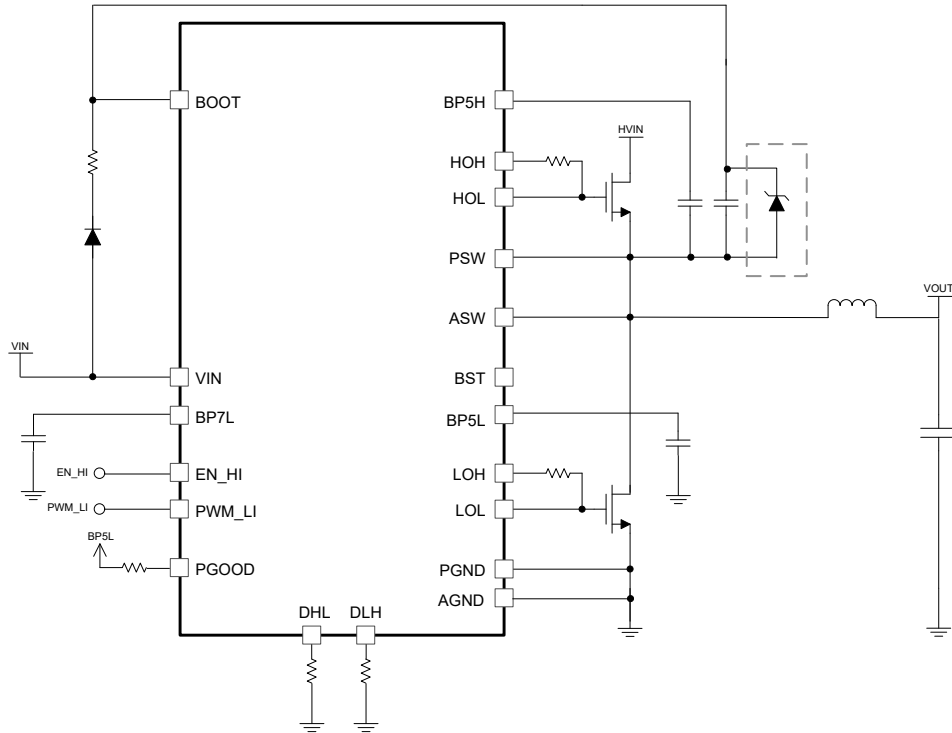 BOOT
BP5H
HVIN
HOH
HOL
PSW
ASW
VOUT
VIN
VIN
BST
BP7L
BP5L
EN_HI
EN_HI
LOH
PWM_LI
PWM_LI
LOL
BP5L
PGOOD
PGND
AGND
DHL
DLH